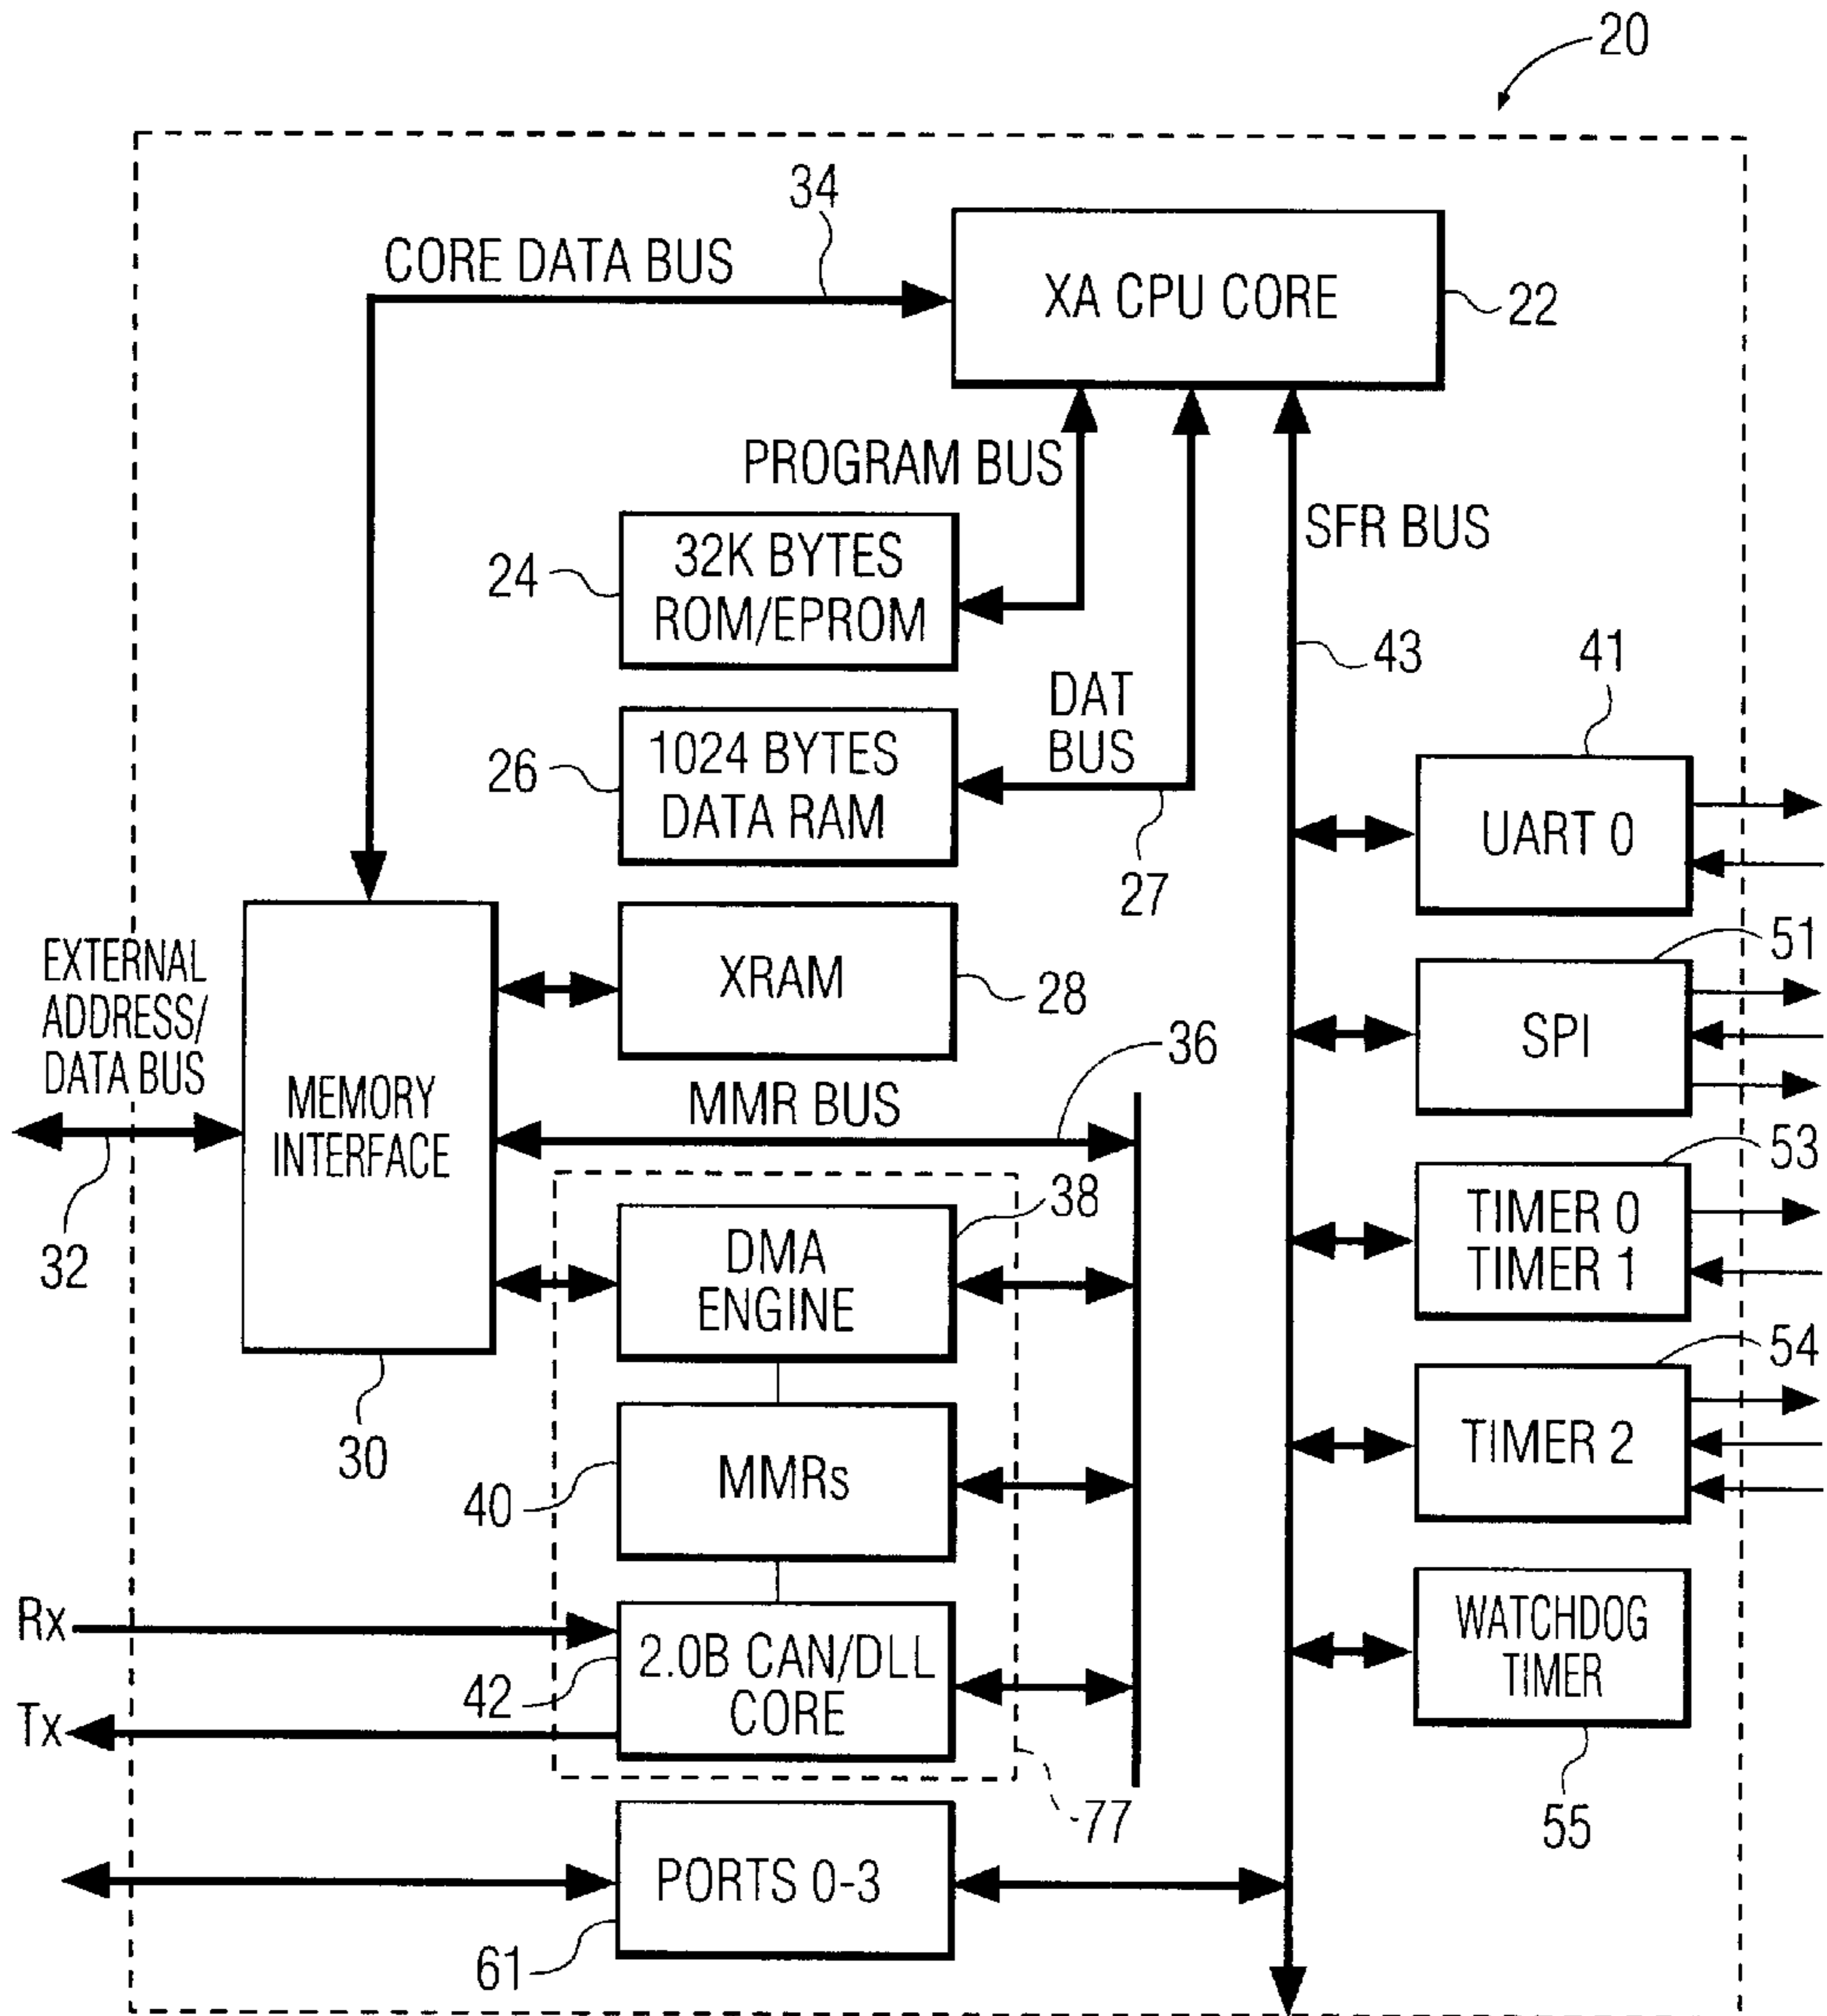 20
34
CORE DATA BUS
XA CPU CORE
22
PROGRAM BUS
SFR BUS
24
32K BYTES
ROM/EPROM
43
41
DAT
BUS
26
1024 BYTES
DATA RAM
27
UART 0
EXTERNAL
ADDRESS/
DATA BUS
32
XRAM
28
51
SPI
MEMORY
INTERFACE
30
MMR BUS
36
53
TIMER 0
TIMER 1
38
DMA
ENGINE
54
TIMER 2
40
MMRs
Rx
Tx
42
2.0B CAN/DLL
CORE
WATCHDOG
TIMER
55
77
PORTS 0-3
61